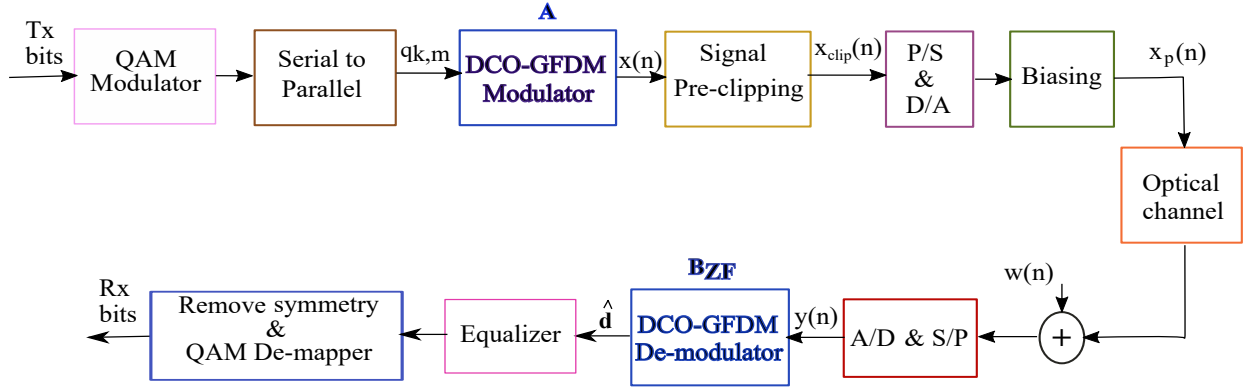 A
Tx
bits
QAM
Modulator
Serial to
Parallel
qk,m
DCO-GFDM
Modulator
x(n)
Signal
Pre-clipping
xclip(n)
P/S
&
D/A
Biasing
xp(n)
Optical
channel
w(n)
+
A/D & S/P
y(n)
BZF
DCO-GFDM
De-modulator
^
d
Equalizer
Remove symmetry
&
QAM De-mapper
Rx
bits